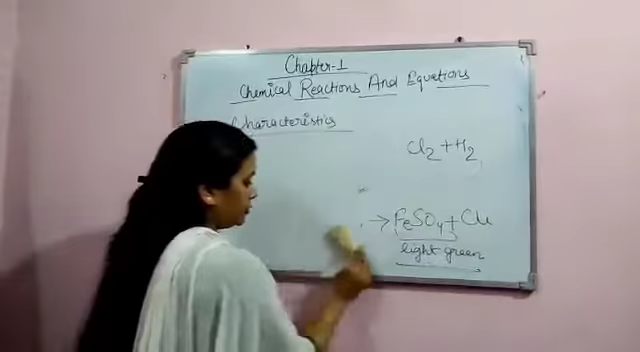 Chapter-1
Chemical Reactions And Equations
Characteristics
Cl2 + H2
→ FeSO4 + Cu
light green